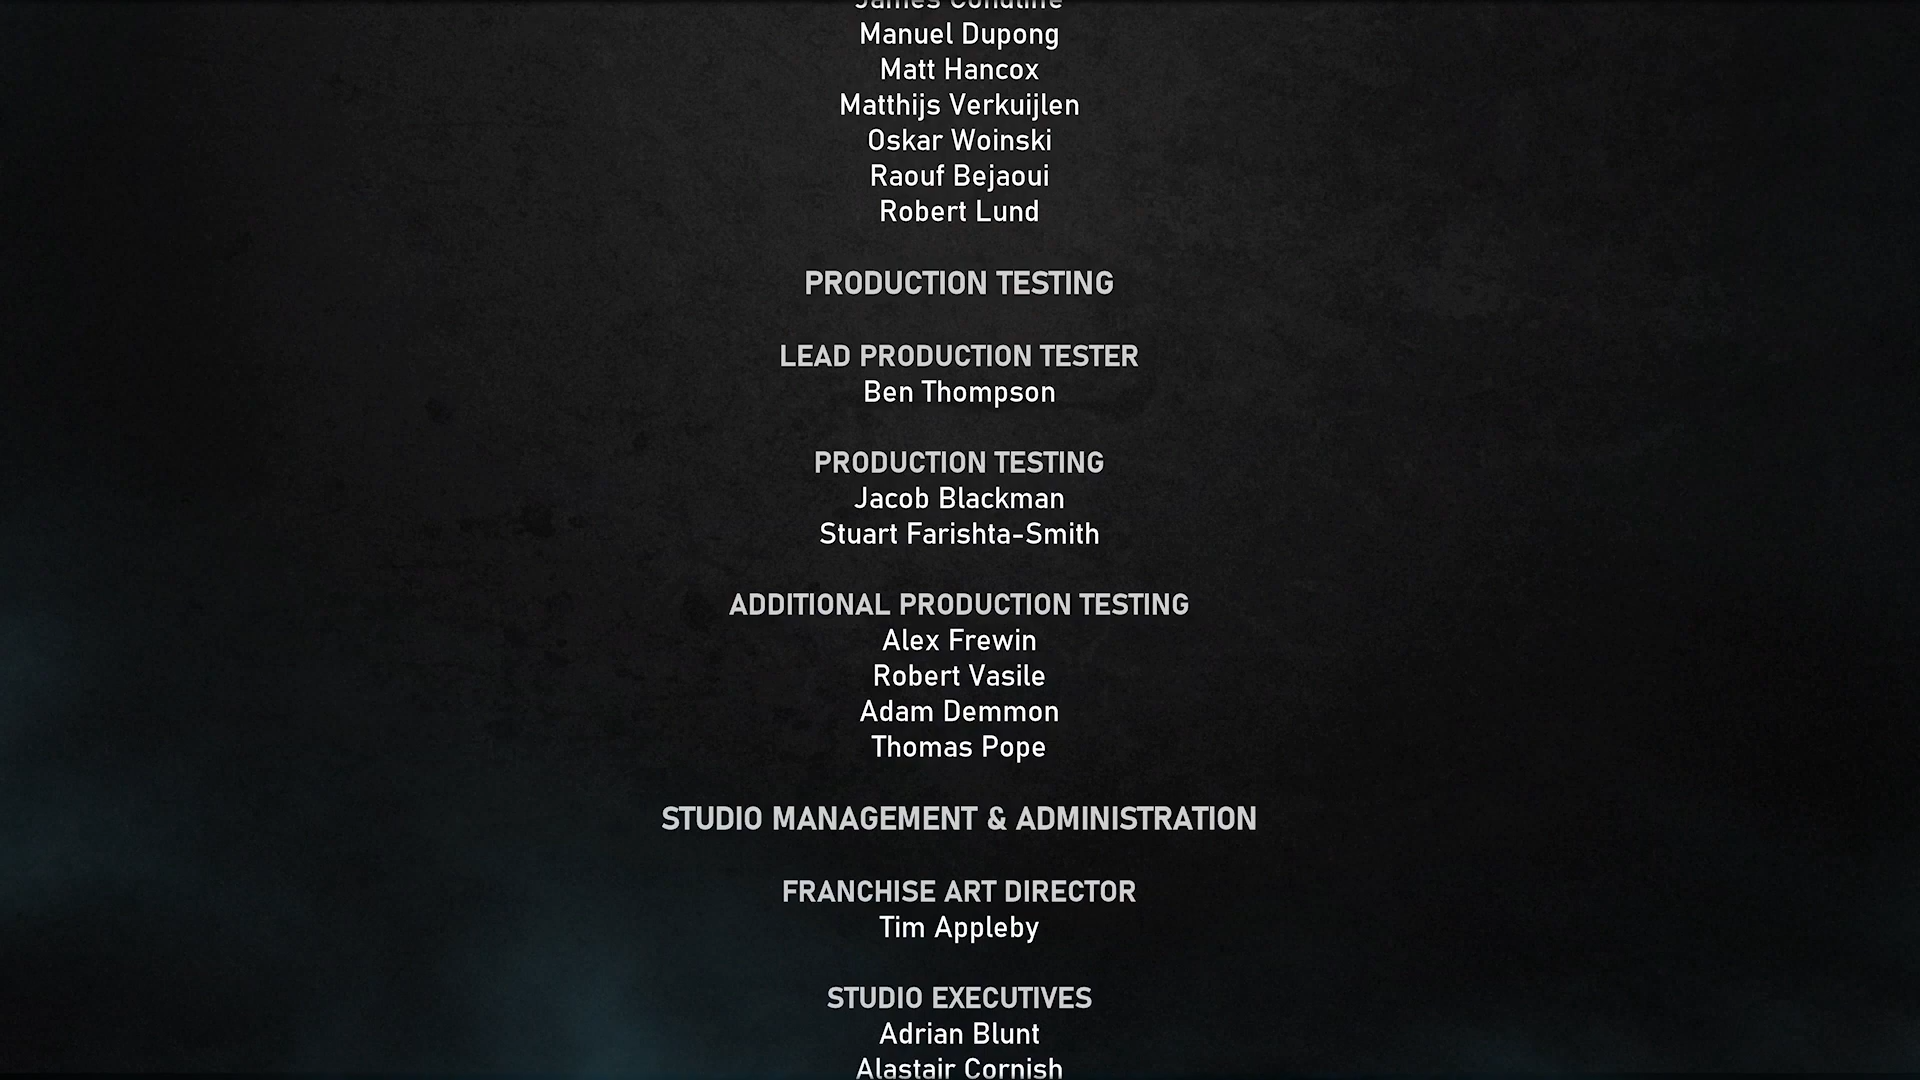 Manuel Dupong
Matt Hancox
Matthijs Verkuijlen
Oskar Woinski
Raouf Bejaoui
Robert Lund
PRODUCTION TESTING
LEAD PRODUCTION TESTER
Ben Thompson
PRODUCTION TESTING
Jacob Blackman
Stuart Farishta-Smith
ADDITIONAL PRODUCTION TESTING
Alex Frewin
Robert Vasile
Adam Demmon
Thomas Pope
STUDIO MANAGEMENT & ADMINISTRATION
FRANCHISE ART DIRECTOR
Tim Appleby
STUDIO EXECUTIVES
Adrian Blunt
Alastair Cornish